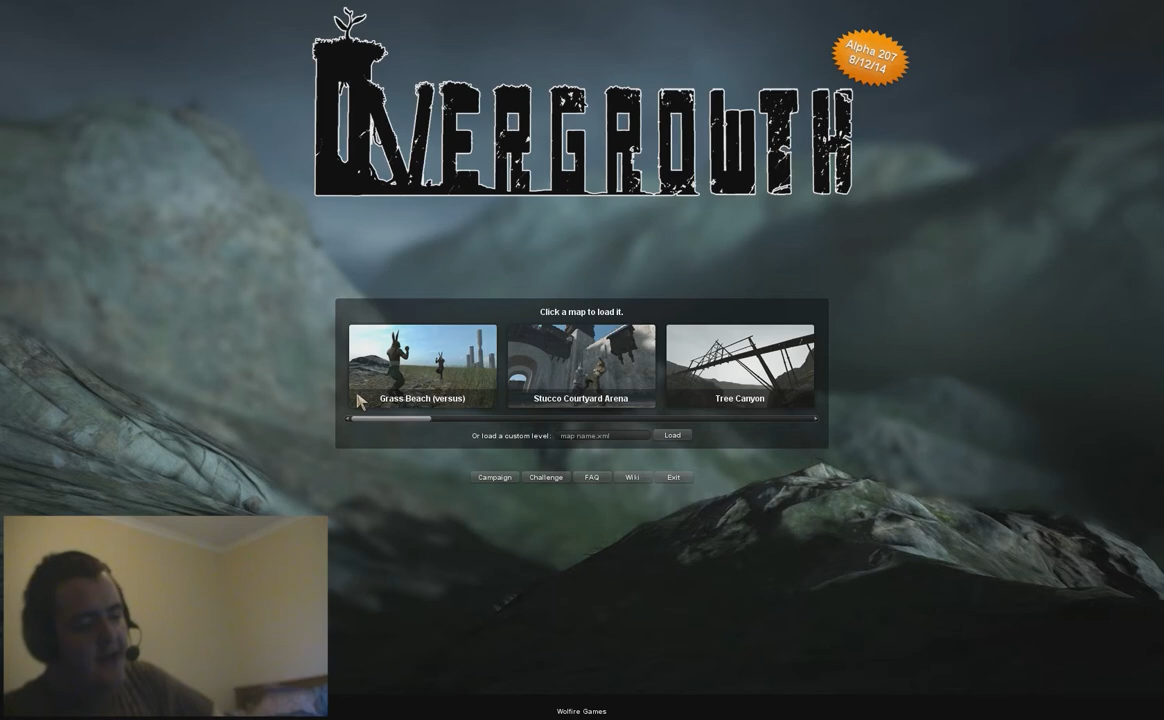 OVERGROWTH
Alpha 207
8/12/14
Click a map to load it.
Grass Beach (versus)
Stucco Courtyard Arena
Tree Canyon
Or load a custom level: map name.xml Load
Campaign Challenge FAQ Wiki Exit
Wolfire Games